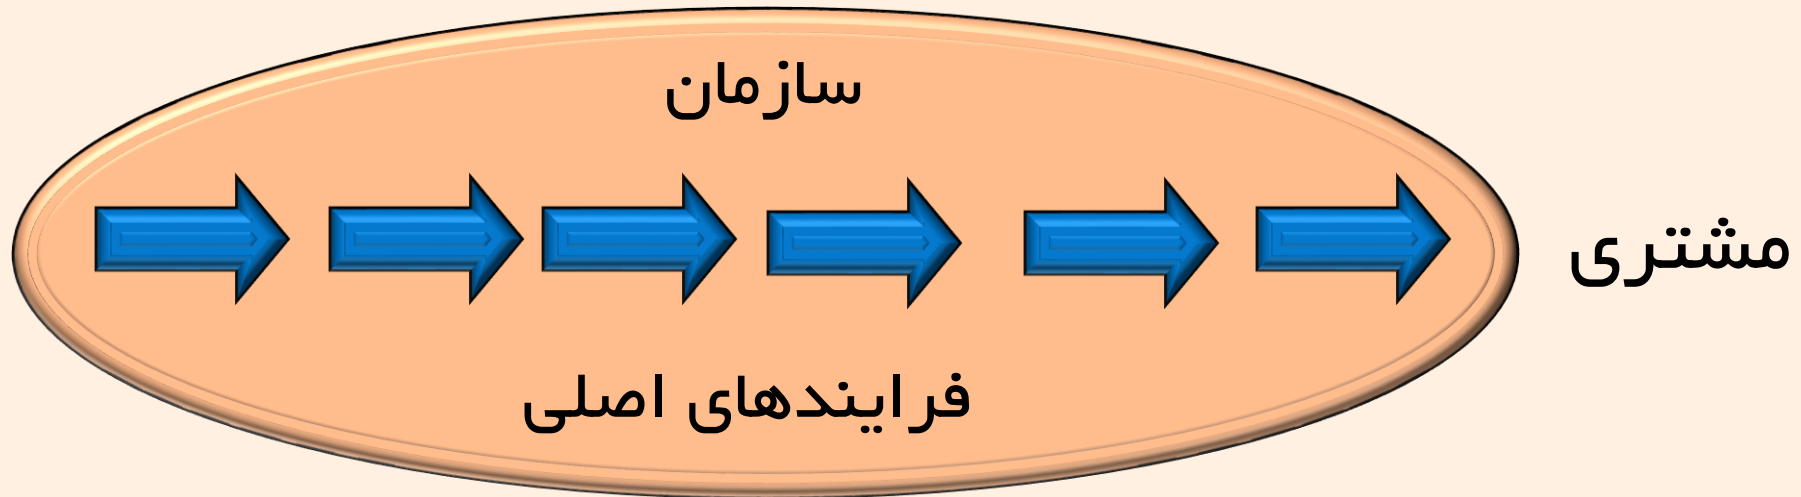 سازمان
مشتری
فرایندهای اصلی